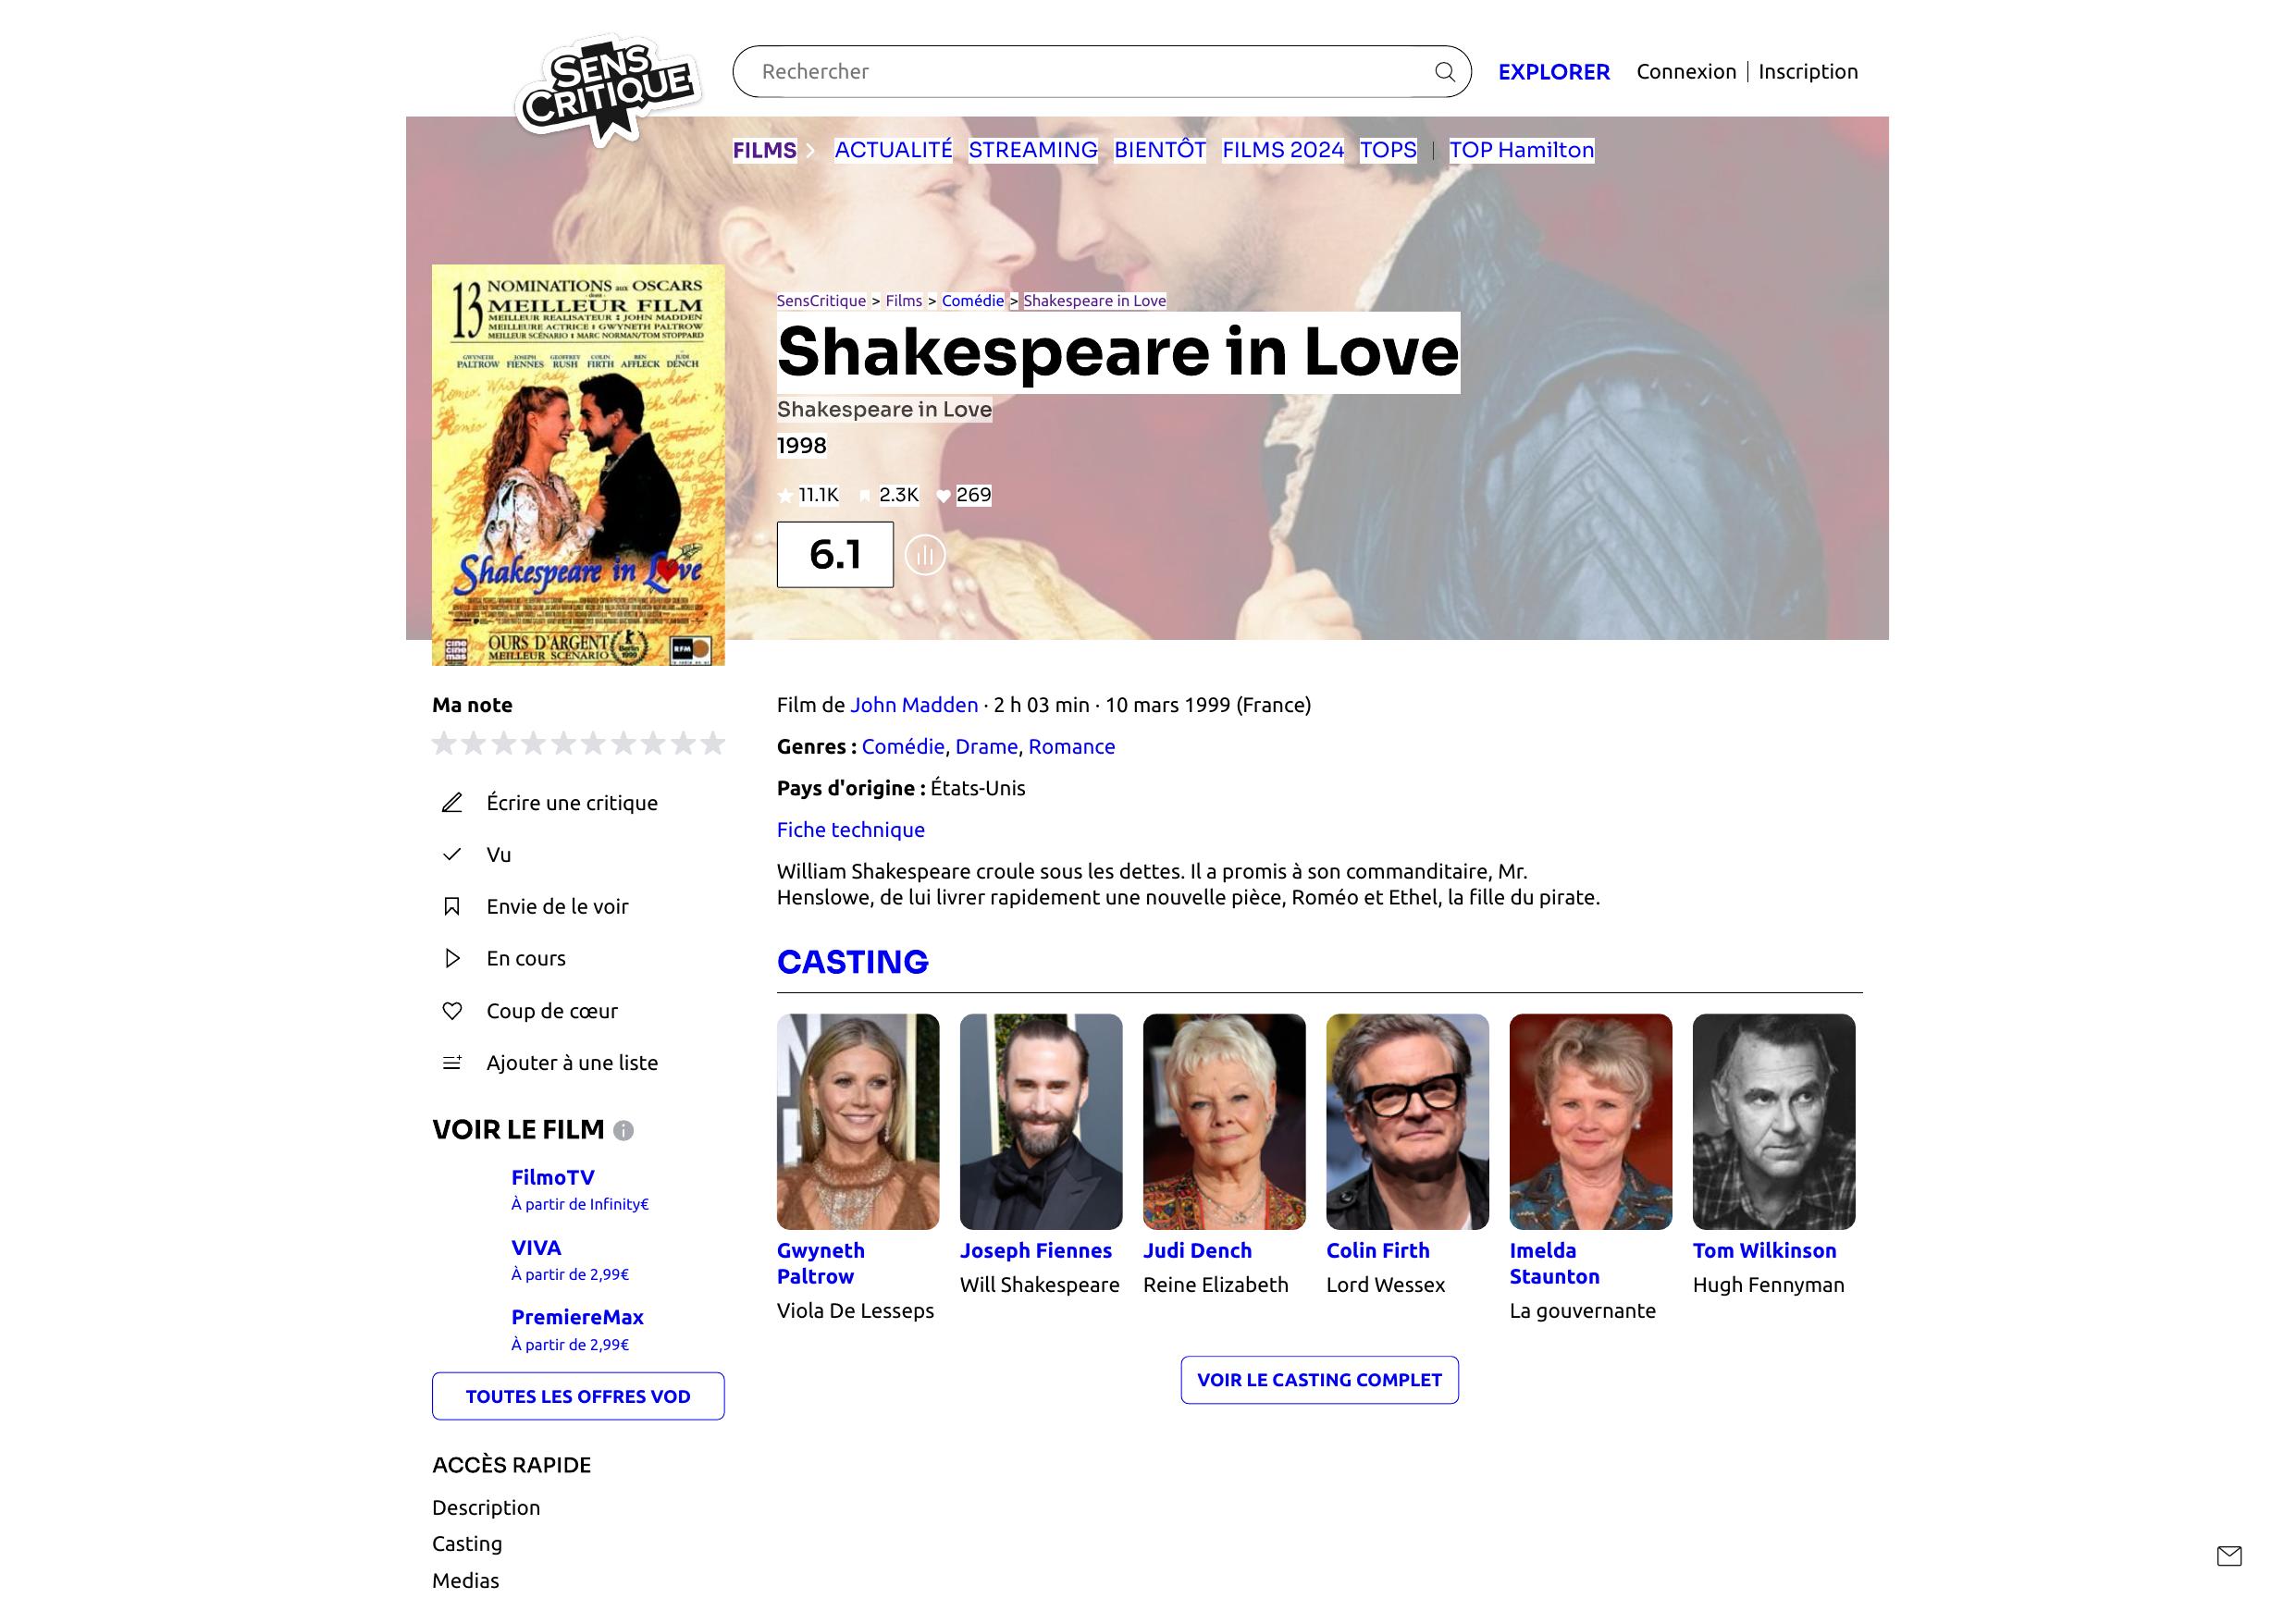 SENS
CRITIQUE
Rechercher
EXPLORER
Connexion | Inscription
FILMS
ACTUALITÉ STREAMING BIENTÔT FILMS 2024 TOPS | TOP Hamilton
13 NOMINATIONS aux OSCARS
dont
MEILLEUR FILM
MEILLEUR REALISATEUR : JOHN MADDEN
MEILLEURE ACTRICE : GWYNETH PALTROW
MEILLEUR SCÉNARIO : MARC NORMAN/TOM STOPPARD
GWYNETH PALTROW JOSEPH FIENNES GEOFFREY RUSH COLIN FIRTH BEN AFFLECK JUDI DENCH
Shakespeare in Love
OURS D'ARGENT
MEILLEUR SCENARIO
Berlin
1999
cine
cine
mas
RFM
SensCritique > Films > Comédie > Shakespeare in Love
Shakespeare in Love
Shakespeare in Love
1998
11.1K 2.3K 269
6.1
Ma note
Écrire une critique
Vu
Envie de le voir
En cours
Coup de cœur
Ajouter à une liste
VOIR LE FILM
FilmoTV
À partir de Infinity€
VIVA
À partir de 2,99€
PremiereMax
À partir de 2,99€
TOUTES LES OFFRES VOD
ACCÈS RAPIDE
Description
Casting
Medias
Film de John Madden · 2 h 03 min · 10 mars 1999 (France)
Genres : Comédie, Drame, Romance
Pays d'origine : États-Unis
Fiche technique
William Shakespeare croule sous les dettes. Il a promis à son commanditaire, Mr.
Henslowe, de lui livrer rapidement une nouvelle pièce, Roméo et Ethel, la fille du pirate.
CASTING
Gwyneth
Paltrow
Viola De Lesseps
Joseph Fiennes
Will Shakespeare
Judi Dench
Reine Elizabeth
Colin Firth
Lord Wessex
Imelda
Staunton
La gouvernante
Tom Wilkinson
Hugh Fennyman
VOIR LE CASTING COMPLET